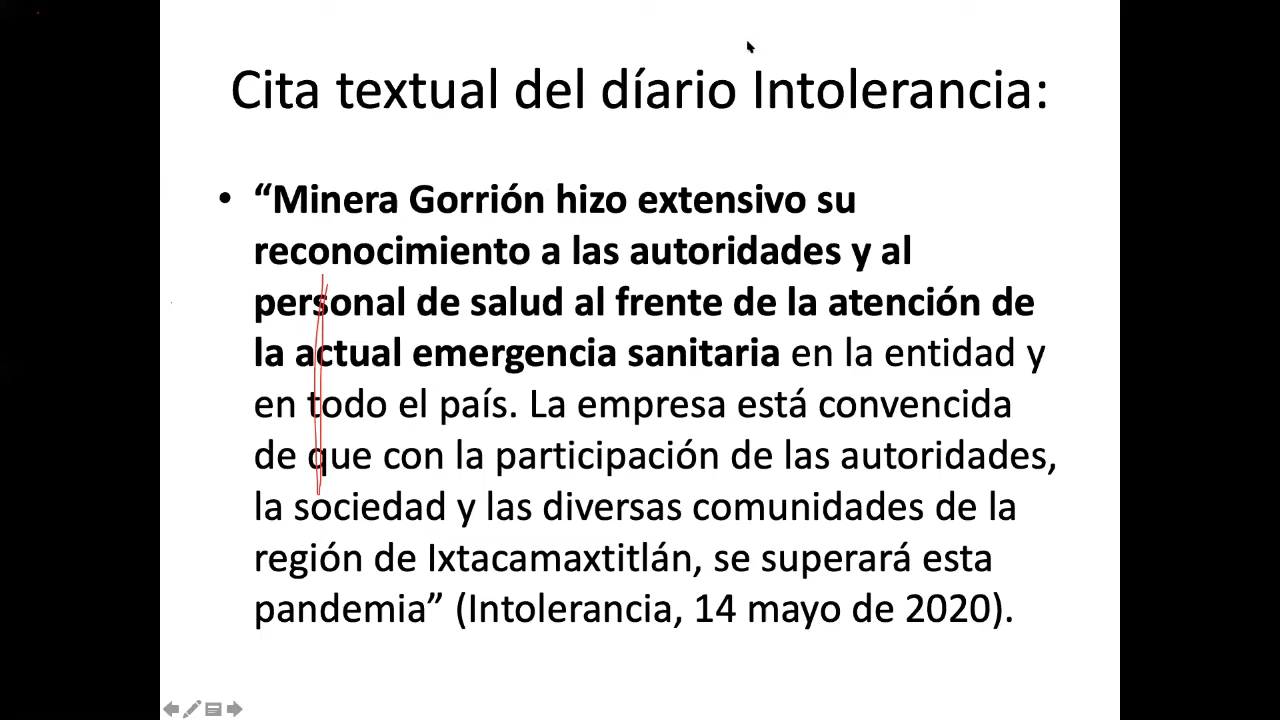 Cita textual del díario Intolerancia:
• “Minera Gorrión hizo extensivo su
reconocimiento a las autoridades y al
personal de salud al frente de la atención de
la actual emergencia sanitaria en la entidad y
en todo el país. La empresa está convencida
de que con la participación de las autoridades,
la sociedad y las diversas comunidades de la
región de Ixtacamaxtitlán, se superará esta
pandemia” (Intolerancia, 14 mayo de 2020).